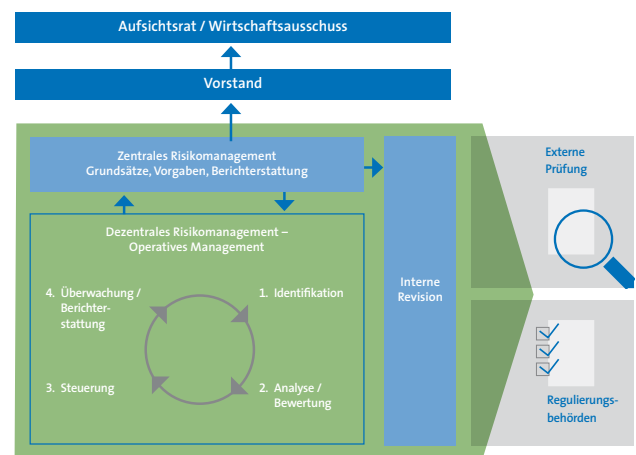 Aufsichtsrat / Wirtschaftsausschuss
Vorstand
Zentrales Risikomanagement
Grundsätze, Vorgaben, Berichterstattung
Dezentrales Risikomanagement –
Operatives Management
4. Überwachung /
Berichter-
stattung
1. Identifikation
3. Steuerung
2. Analyse /
Bewertung
Interne
Revision
Externe
Prüfung
Regulierungs-
behörden